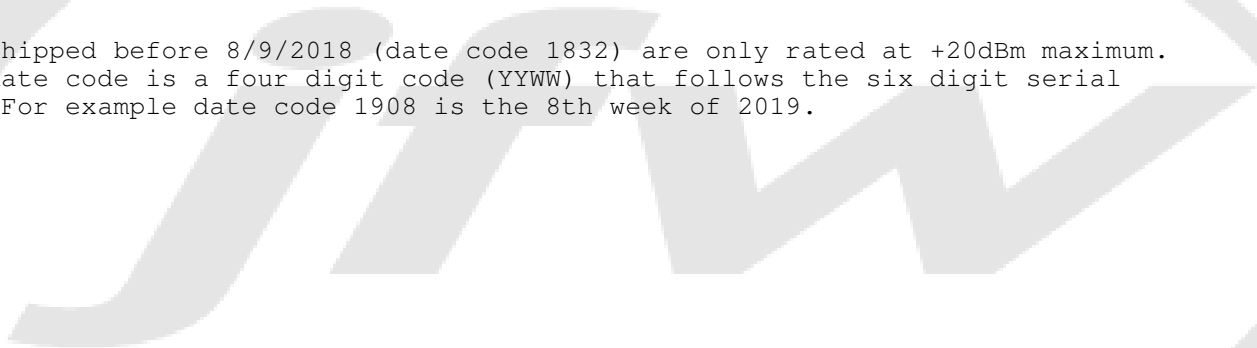 hipped before 8/9/2018 (date code 1832) are only rated at +20dBm maximum.
ate code is a four digit code (YYWW) that follows the six digit serial
For example date code 1908 is the 8th week of 2019.
jfw